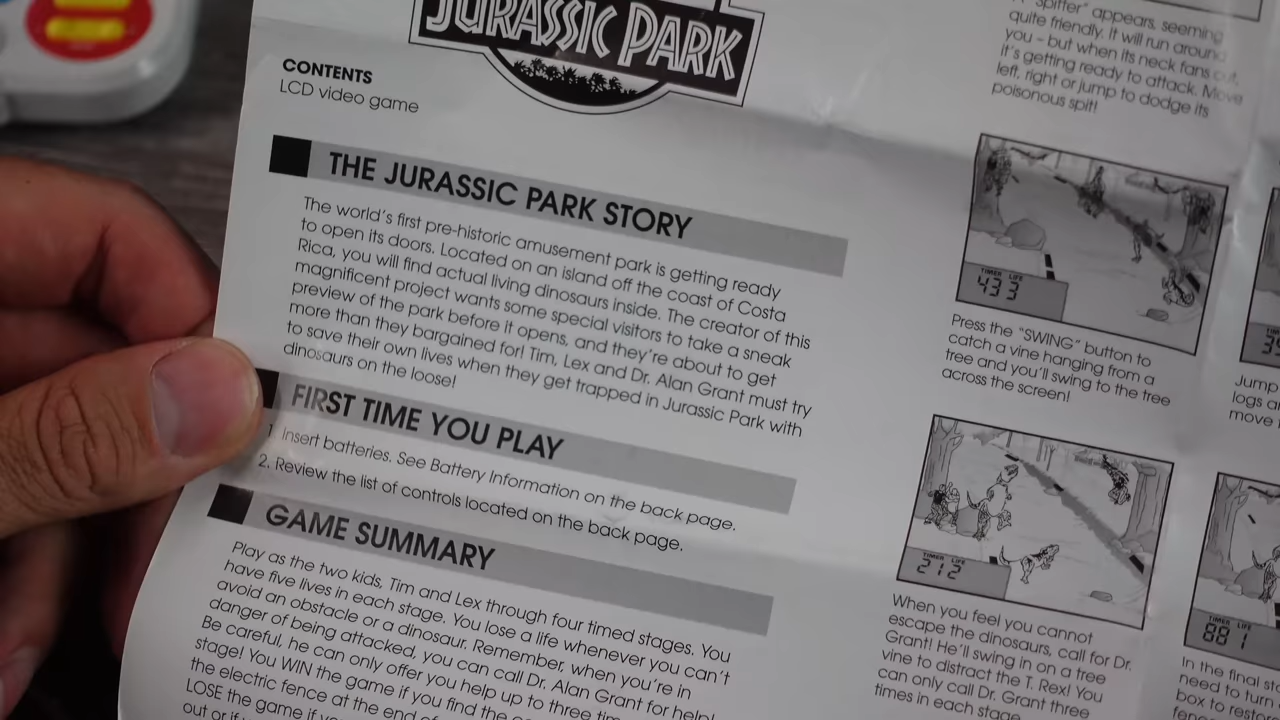 JURASSIC PARK
CONTENTS
LCD video game
THE JURASSIC PARK STORY
The world's first pre-historic amusement park is getting ready
to open its doors. Located on an island off the coast of Costa
Rica, you will find actual living dinosaurs inside. The creator of this
magnificent project wants some special visitors to take a sneak
preview of the park before it opens, and they're about to get
more than they bargained for! Tim, Lex and Dr. Alan Grant must try
to save their own lives when they get trapped in Jurassic Park with
dinosaurs on the loose!
FIRST TIME YOU PLAY
1. Insert batteries. See Battery Information on the back page.
2. Review the list of controls located on the back page.
GAME SUMMARY
Play as the two kids, Tim and Lex through four timed stages. You
have five lives in each stage. You lose a life whenever you can't
avoid an obstacle or a dinosaur. Remember, when you're in
danger of being attacked, you can call Dr. Alan Grant for help!
Be careful, he can only offer you help up to three
stage! You WIN the game if you find the
the electric fence at the end of
LOSE the game if
out or if
"Spitter" appears, seeming
quite friendly. It will run around
you – but when its neck fans out,
it's getting ready to attack. Move
left, right or jump to dodge its
poisonous spit!
TIMER LIFE
43 3
Press the "SWING" button to
catch a vine hanging from a
tree and you'll swing to the tree
across the screen!
TIMER LIFE
21 2
When you feel you cannot
escape the dinosaurs, call for Dr.
Grant! He'll swing in on a tree
vine to distract the T. Rex! You
can only call Dr. Grant three
times in each stage.
Jump
logs
move
TIMER LIFE
88 1
In the final
need to turn
box to